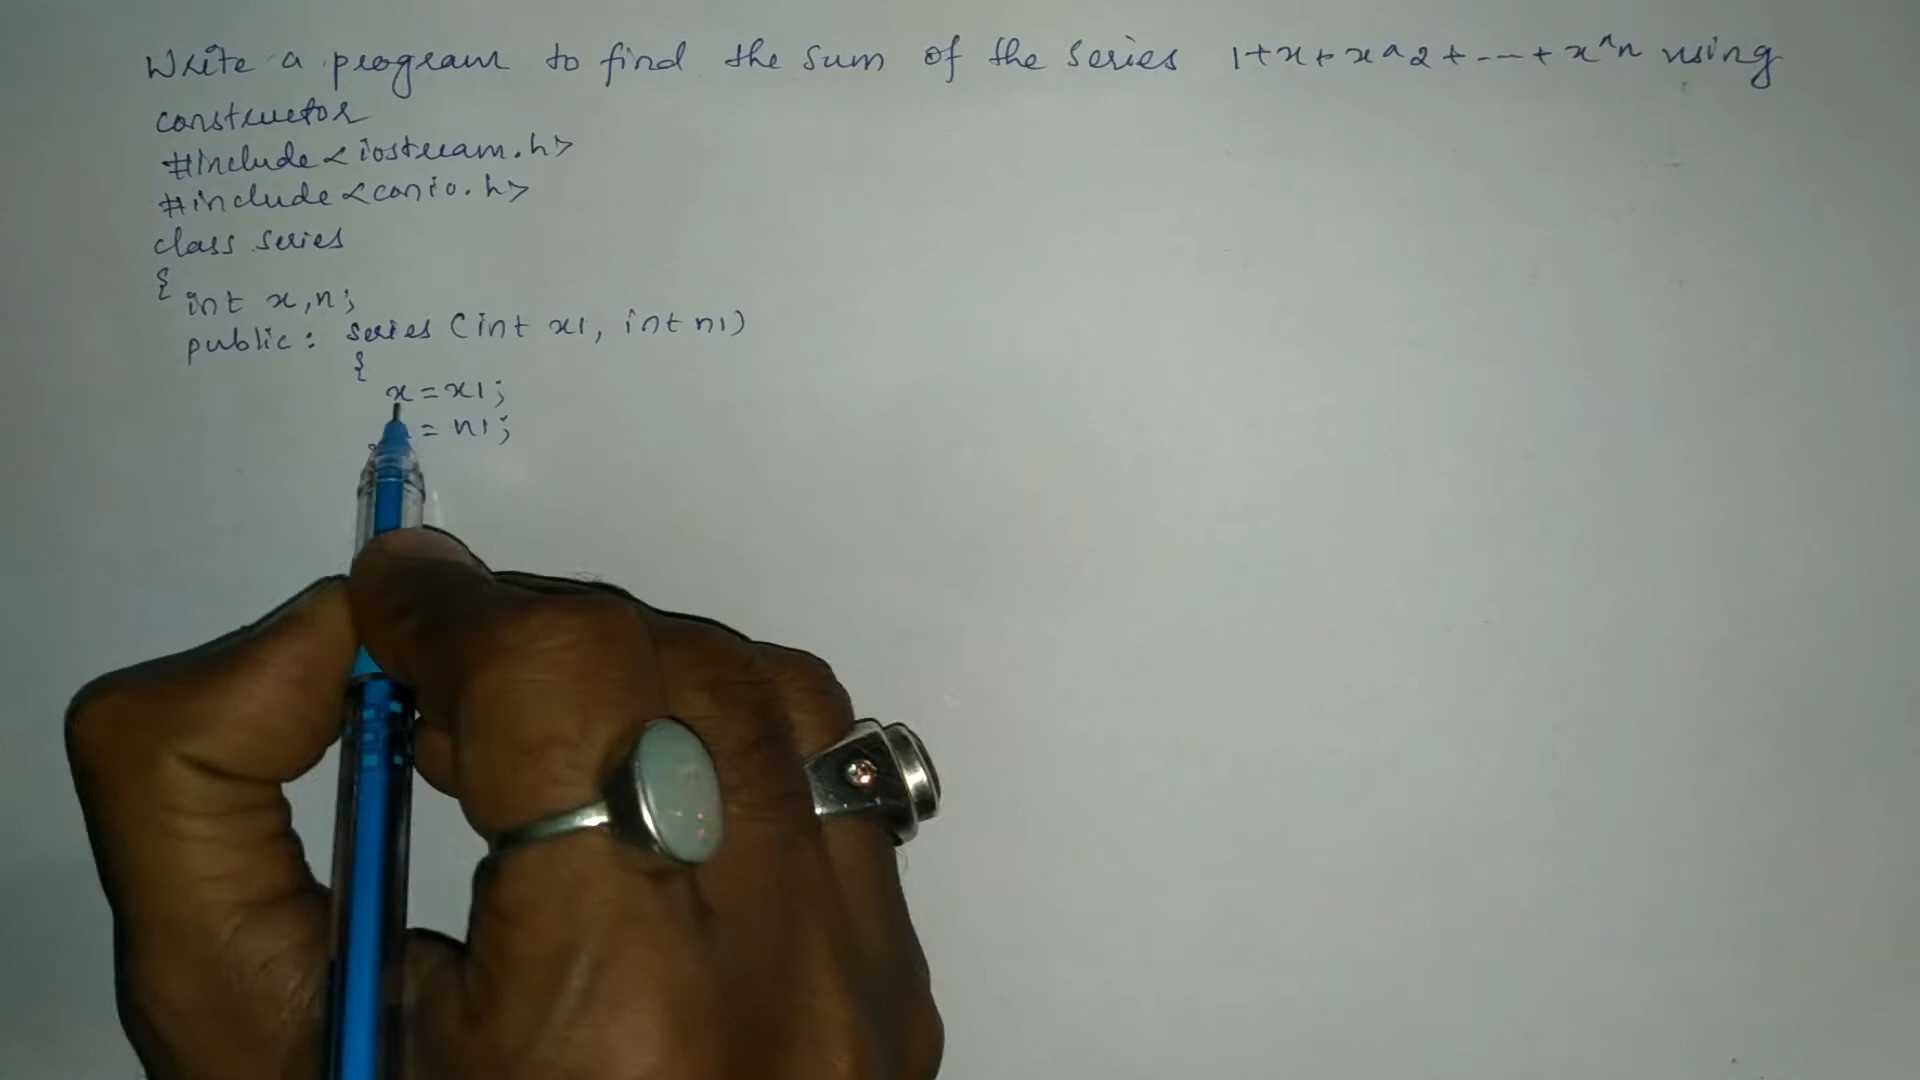 Write a program to find the sum of the series 1+x+x^2+---+x^n using
constructor
#include<iostream.h>
#include<conio.h>
class series
{
int x,n;
public: series (int x1, int n1)
{
x=x1;
= n1;